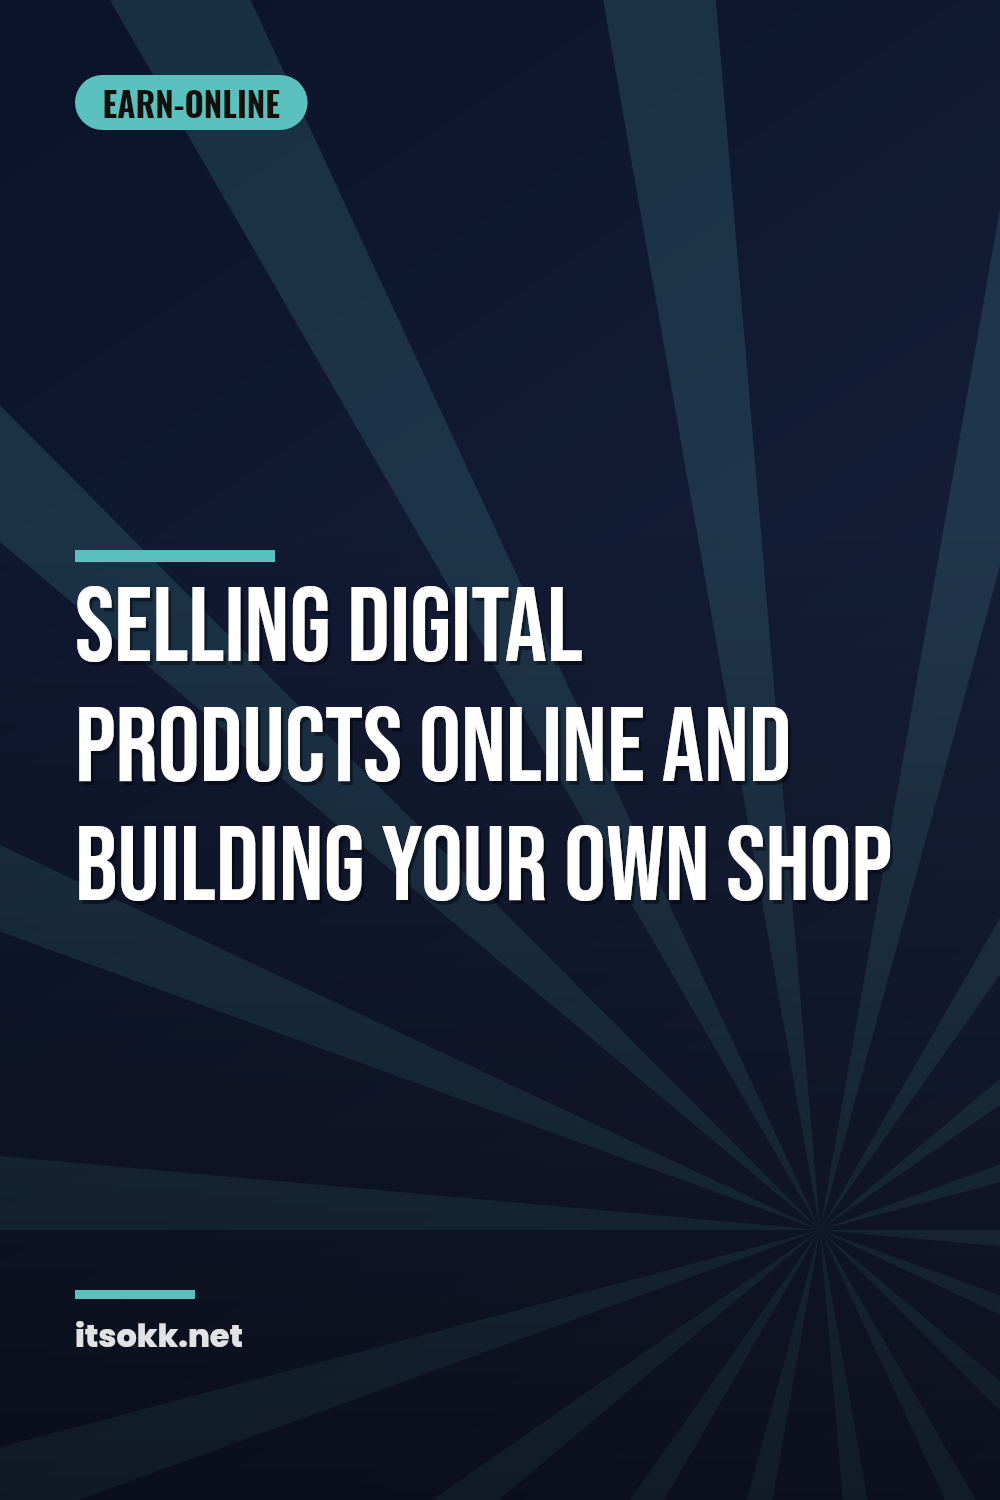 EARN-ONLINE
SELLING DIGITAL
PRODUCTS ONLINE AND
BUILDING YOUR OWN SHOP
itsokk.net